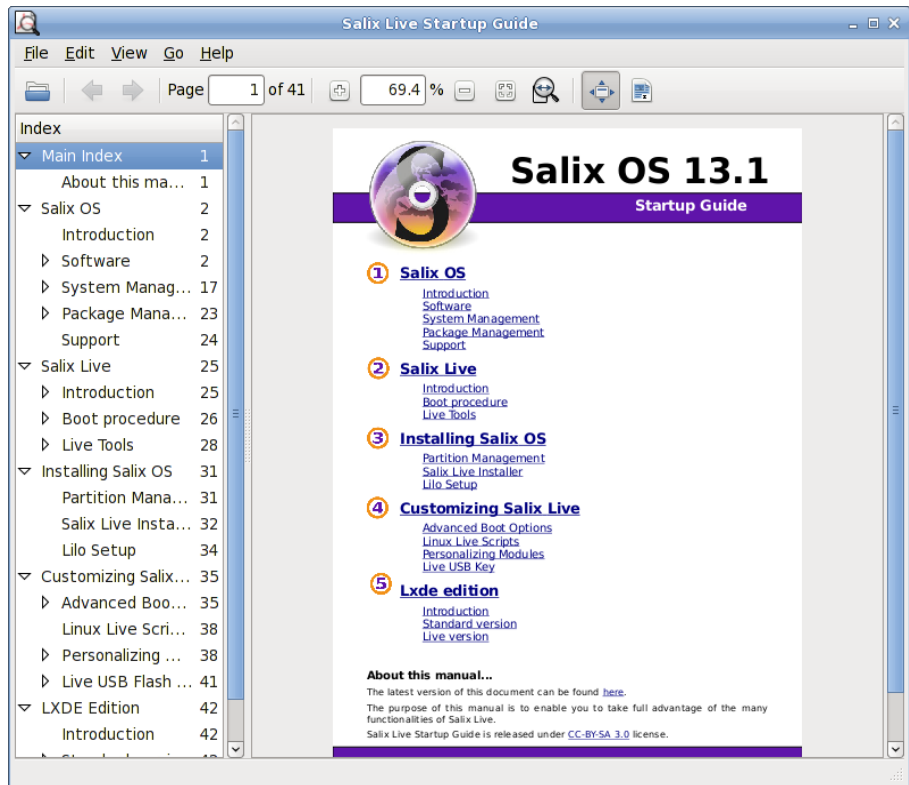 Salix Live Startup Guide
File Edit View Go Help
Page 1 of 41 69.4 %
Index
Main Index 1
About this ma... 1
Salix OS 2
Introduction 2
Software 2
System Manag... 17
Package Mana... 23
Support 24
Salix Live 25
Introduction 25
Boot procedure 26
Live Tools 28
Installing Salix OS 31
Partition Mana... 31
Salix Live Insta... 32
Lilo Setup 34
Customizing Salix... 35
Advanced Boo... 35
Linux Live Scri... 38
Personalizing ... 38
Live USB Flash ... 41
LXDE Edition 42
Introduction 42
Salix OS 13.1
Startup Guide
1 Salix OS
Introduction
Software
System Management
Package Management
Support
2 Salix Live
Introduction
Boot procedure
Live Tools
3 Installing Salix OS
Partition Management
Salix Live Installer
Lilo Setup
4 Customizing Salix Live
Advanced Boot Options
Linux Live Scripts
Personalizing Modules
Live USB Key
5 Lxde edition
Introduction
Standard version
Live version
About this manual...
The latest version of this document can be found here.
The purpose of this manual is to enable you to take full advantage of the many
functionalities of Salix Live.
Salix Live Startup Guide is released under CC-BY-SA 3.0 license.